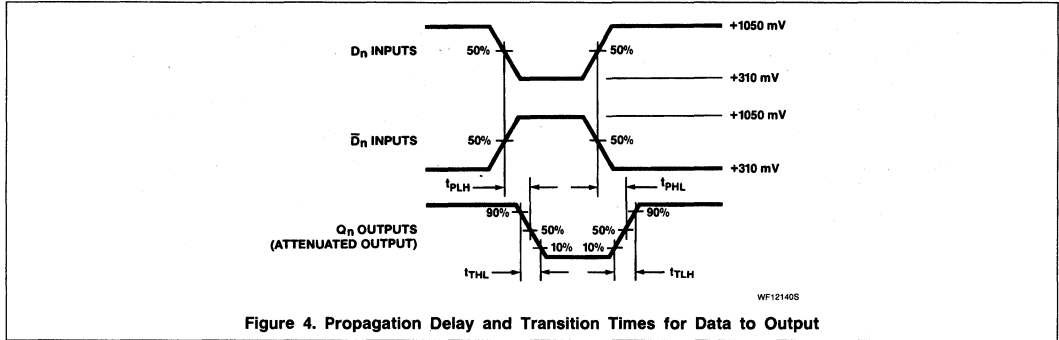 +1050 mV
Dn INPUTS
50%
50%
+310 mV
+1050 mV
D̄n INPUTS
50%
50%
+310 mV
tPLH
tPHL
90%
90%
Qn OUTPUTS
(ATTENUATED OUTPUT)
50%
50%
10%
10%
tTHL
tTLH
WF12140S
Figure 4. Propagation Delay and Transition Times for Data to Output